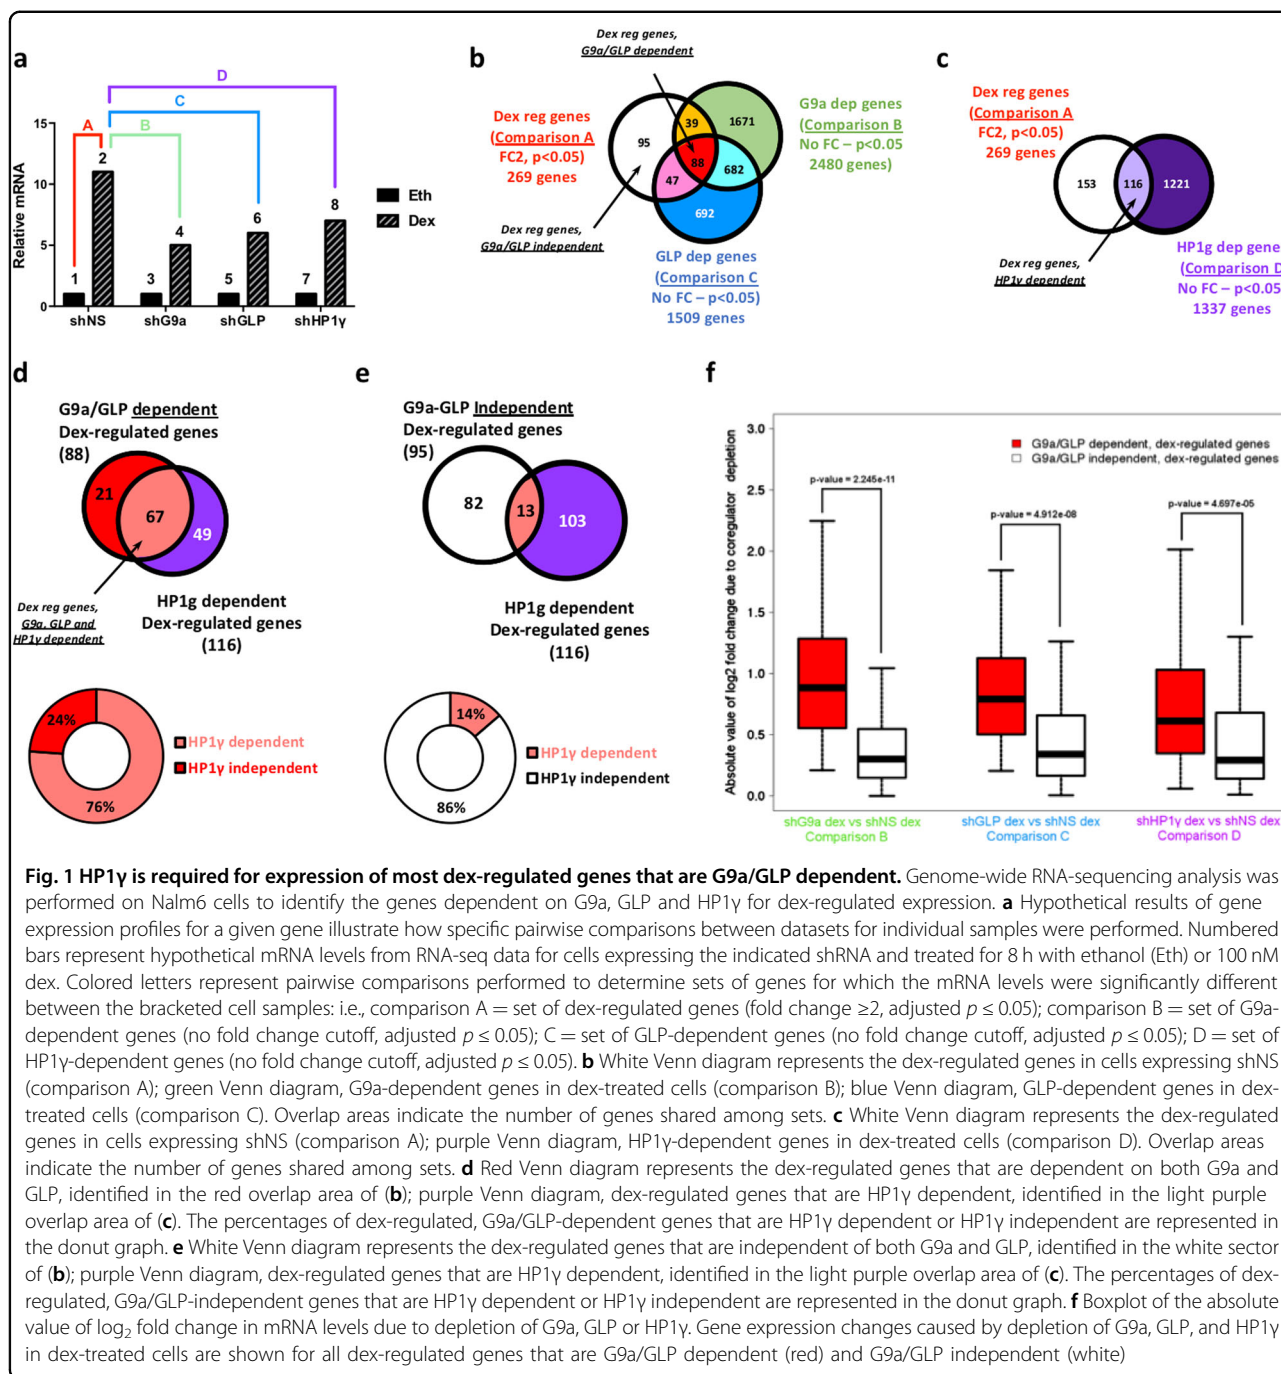 a
D
C
A
B
15
10
5
0
Relative mRNA
1
2
3
4
5
6
7
8
shNS
shG9a
shGLP
shHP1γ
Eth
Dex
b
Dex reg genes,
G9a/GLP dependent
Dex reg genes
(Comparison A
FC2, p<0.05)
269 genes
G9a dep genes
(Comparison B
No FC – p<0.05
2480 genes)
95
39
1671
88
47
682
692
Dex reg genes,
G9a/GLP independent
GLP dep genes
(Comparison C
No FC – p<0.05)
1509 genes
c
Dex reg genes
(Comparison A
FC2, p<0.05)
269 genes
153
116
1221
Dex reg genes,
HP1γ dependent
HP1g dep gene
(Comparison D
No FC – p<0.05
1337 genes
d
G9a/GLP dependent
Dex-regulated genes
(88)
21
67
49
Dex reg genes,
G9a, GLP and
HP1γ dependent
HP1g dependent
Dex-regulated genes
(116)
24%
76%
HP1γ dependent
HP1γ independent
e
G9a-GLP Independent
Dex-regulated genes
(95)
82
13
103
HP1g dependent
Dex-regulated genes
(116)
14%
86%
HP1γ dependent
HP1γ independent
f
Absolute value of log2 fold change due to coregulator depletion
3.0
2.5
2.0
1.5
1.0
0.5
0.0
G9a/GLP dependent, dex-regulated genes
G9a/GLP independent, dex-regulated genes
p-value = 2.245e-11
p-value = 4.912e-08
p-value = 4.697e-05
shG9a dex vs shNS dex
Comparison B
shGLP dex vs shNS dex
Comparison C
shHP1γ dex vs shNS dex
Comparison D
Fig. 1 HP1γ is required for expression of most dex-regulated genes that are G9a/GLP dependent. Genome-wide RNA-sequencing analysis was
performed on Nalm6 cells to identify the genes dependent on G9a, GLP and HP1γ for dex-regulated expression. a Hypothetical results of gene
expression profiles for a given gene illustrate how specific pairwise comparisons between datasets for individual samples were performed. Numbered
bars represent hypothetical mRNA levels from RNA-seq data for cells expressing the indicated shRNA and treated for 8 h with ethanol (Eth) or 100 nM
dex. Colored letters represent pairwise comparisons performed to determine sets of genes for which the mRNA levels were significantly different
between the bracketed cell samples: i.e., comparison A = set of dex-regulated genes (fold change ≥2, adjusted p ≤ 0.05); comparison B = set of G9a-
dependent genes (no fold change cutoff, adjusted p ≤ 0.05); C = set of GLP-dependent genes (no fold change cutoff, adjusted p ≤ 0.05); D = set of
HP1γ-dependent genes (no fold change cutoff, adjusted p ≤ 0.05). b White Venn diagram represents the dex-regulated genes in cells expressing shNS
(comparison A); green Venn diagram, G9a-dependent genes in dex-treated cells (comparison B); blue Venn diagram, GLP-dependent genes in dex-
treated cells (comparison C). Overlap areas indicate the number of genes shared among sets. c White Venn diagram represents the dex-regulated
genes in cells expressing shNS (comparison A); purple Venn diagram, HP1γ-dependent genes in dex-treated cells (comparison D). Overlap areas
indicate the number of genes shared among sets. d Red Venn diagram represents the dex-regulated genes that are dependent on both G9a and
GLP, identified in the red overlap area of (b); purple Venn diagram, dex-regulated genes that are HP1γ dependent, identified in the light purple
overlap area of (c). The percentages of dex-regulated, G9a/GLP-dependent genes that are HP1γ dependent or HP1γ independent are represented in
the donut graph. e White Venn diagram represents the dex-regulated genes that are independent of both G9a and GLP, identified in the white sector
of (b); purple Venn diagram, dex-regulated genes that are HP1γ dependent, identified in the light purple overlap area of (c). The percentages of dex-
regulated, G9a/GLP-independent genes that are HP1γ dependent or HP1γ independent are represented in the donut graph. f Boxplot of the absolute
value of log2 fold change in mRNA levels due to depletion of G9a, GLP or HP1γ. Gene expression changes caused by depletion of G9a, GLP, and HP1γ
in dex-treated cells are shown for all dex-regulated genes that are G9a/GLP dependent (red) and G9a/GLP independent (white)